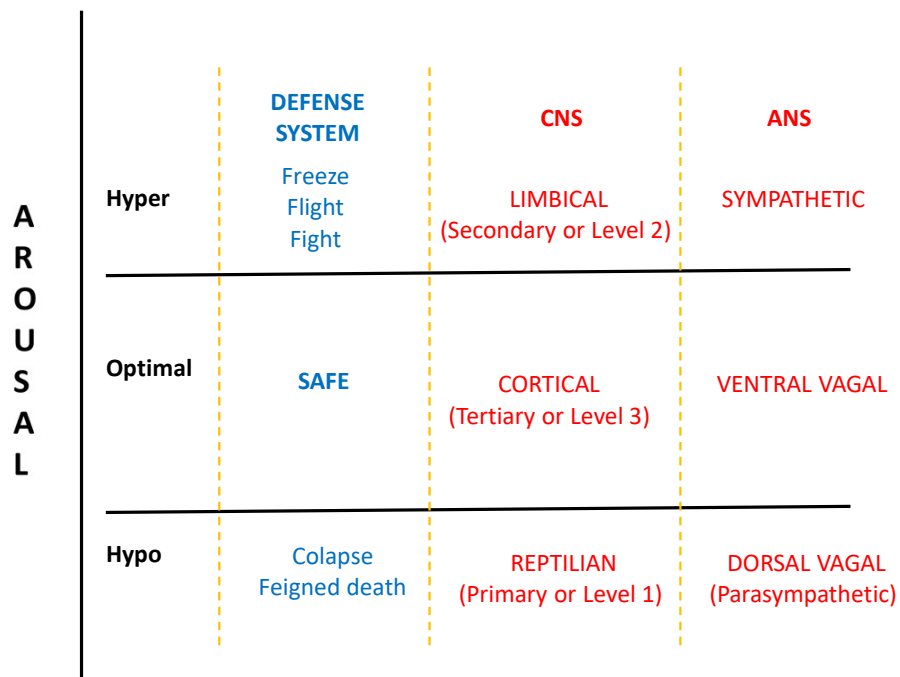 AROUSAL
DEFENSE
SYSTEM
CNS
ANS
Hyper
Freeze
Flight
Fight
LIMBICAL
(Secondary or Level 2)
SYMPATHETIC
Optimal
SAFE
CORTICAL
(Tertiary or Level 3)
VENTRAL VAGAL
Hypo
Colapse
Feigned death
REPTILIAN
(Primary or Level 1)
DORSAL VAGAL
(Parasympathetic)